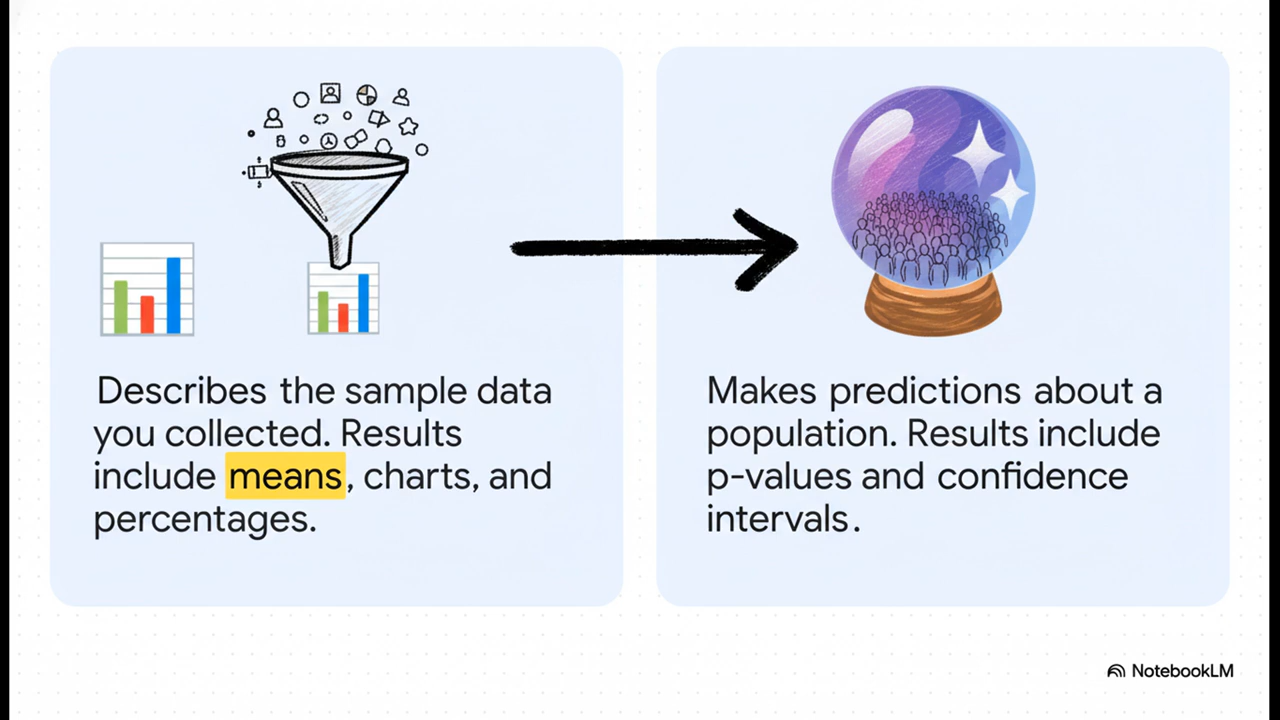 Describes the sample data
you collected. Results
include means, charts, and
percentages.
Makes predictions about a
population. Results include
p-values and confidence
intervals.
NotebookLM